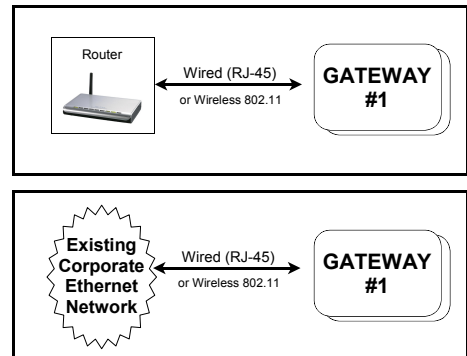 Router
Wired (RJ-45)
or Wireless 802.11
GATEWAY
#1
Existing
Corporate
Ethernet
Network
Wired (RJ-45)
or Wireless 802.11
GATEWAY
#1